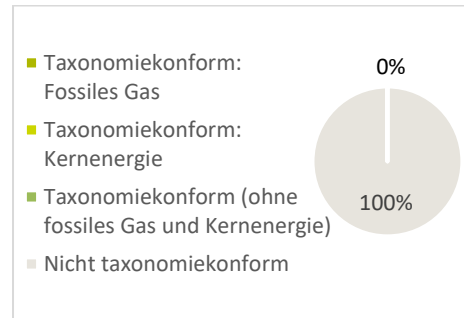 Taxonomiekonform:
Fossiles Gas
Taxonomiekonform:
Kernenergie
Taxonomiekonform (ohne
fossiles Gas und Kernenergie)
Nicht taxonomiekonform
0%
100%